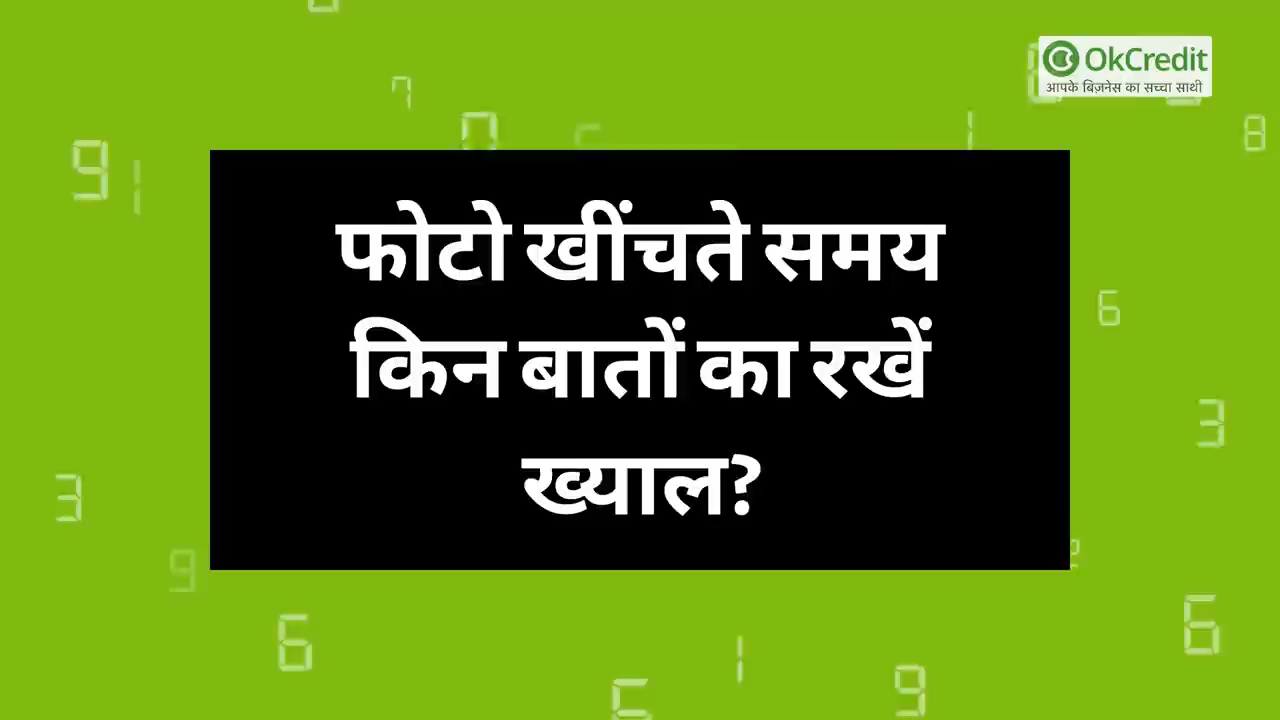 OkCredit
आपके बिज़नेस का सच्चा साथी
फोटो खींचते समय
किन बातों का रखें
ख्याल?